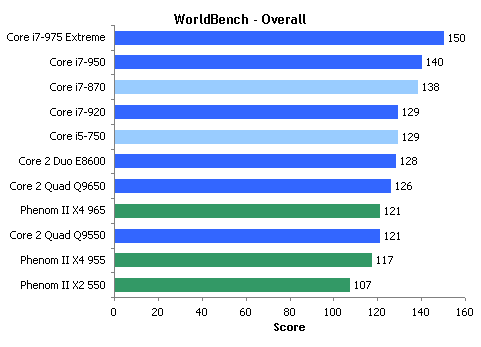 WorldBench - Overall
Core i7-975 Extreme 150
Core i7-950 140
Core i7-870 138
Core i7-920 129
Core i5-750 129
Core 2 Duo E8600 128
Core 2 Quad Q9650 126
Phenom II X4 965 121
Core 2 Quad Q9550 121
Phenom II X4 955 117
Phenom II X2 550 107
0 20 40 60 80 100 120 140 160
Score